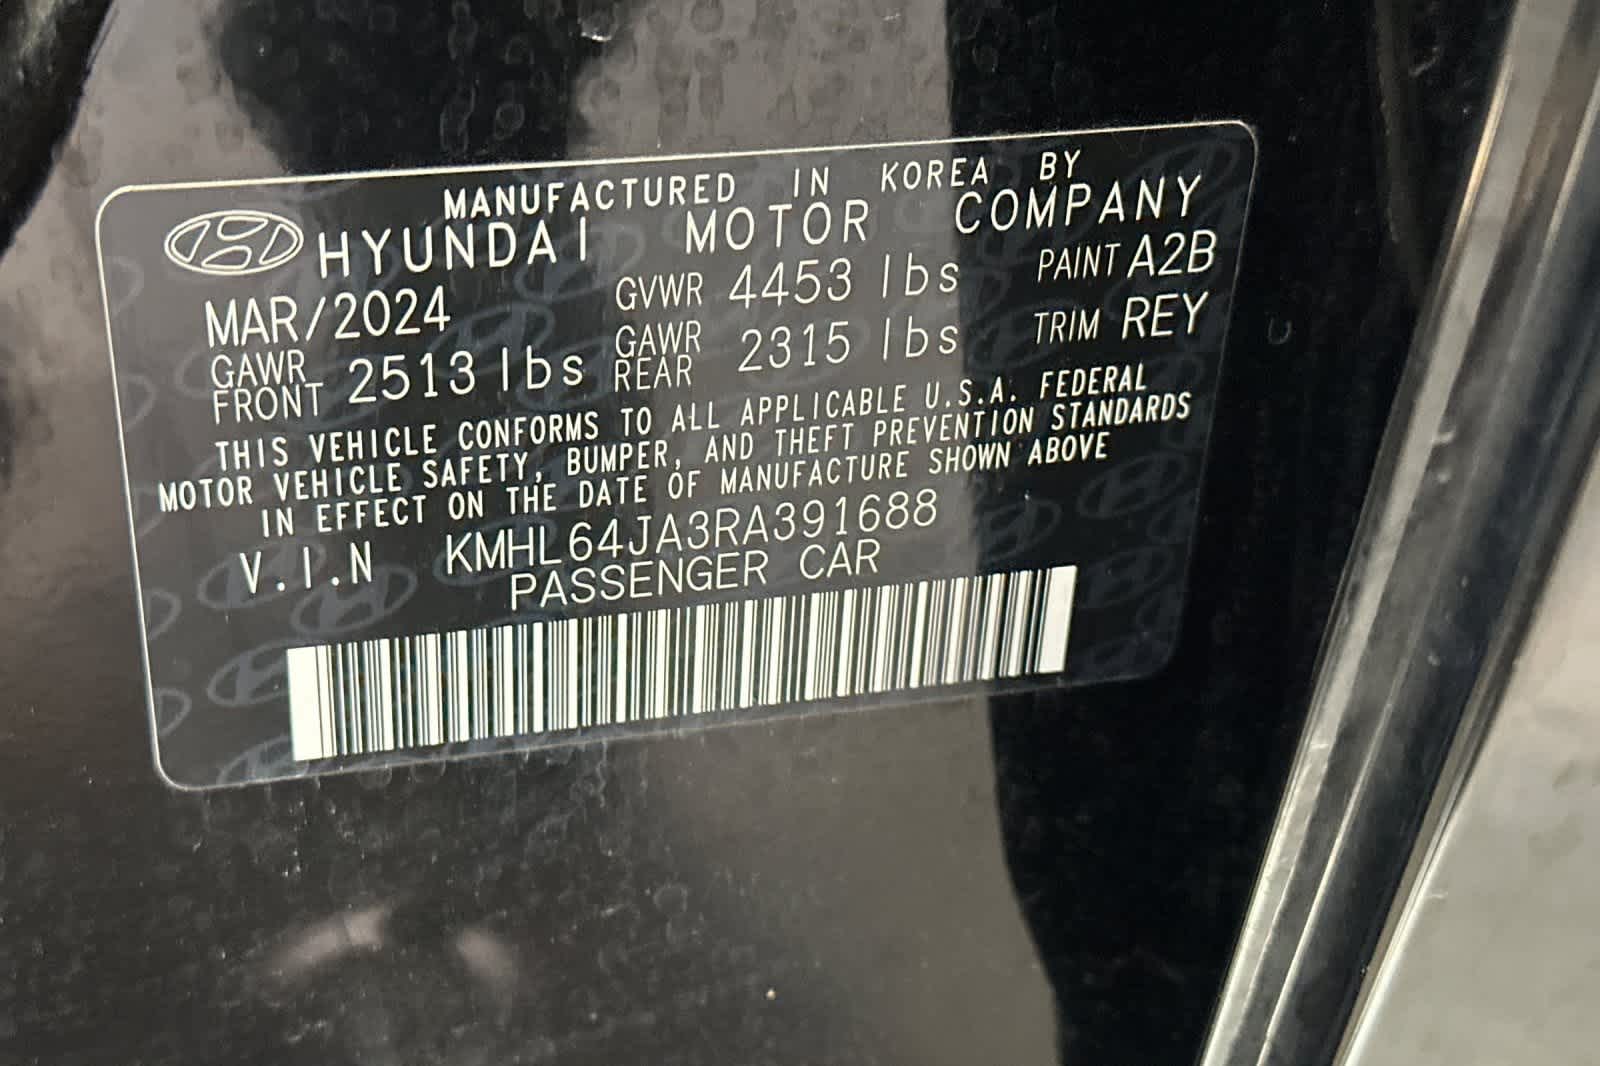 MANUFACTURED IN KOREA BY
HYUNDAI MOTOR COMPANY
MAR/2024 GVWR 4453 lbs PAINT A2B
GAWR FRONT 2513 lbs GAWR REAR 2315 lbs TRIM REY
THIS VEHICLE CONFORMS TO ALL APPLICABLE U.S.A. FEDERAL
MOTOR VEHICLE SAFETY, BUMPER, AND THEFT PREVENTION STANDARDS
IN EFFECT ON THE DATE OF MANUFACTURE SHOWN ABOVE
V.I.N KMHL64JA3RA391688
PASSENGER CAR